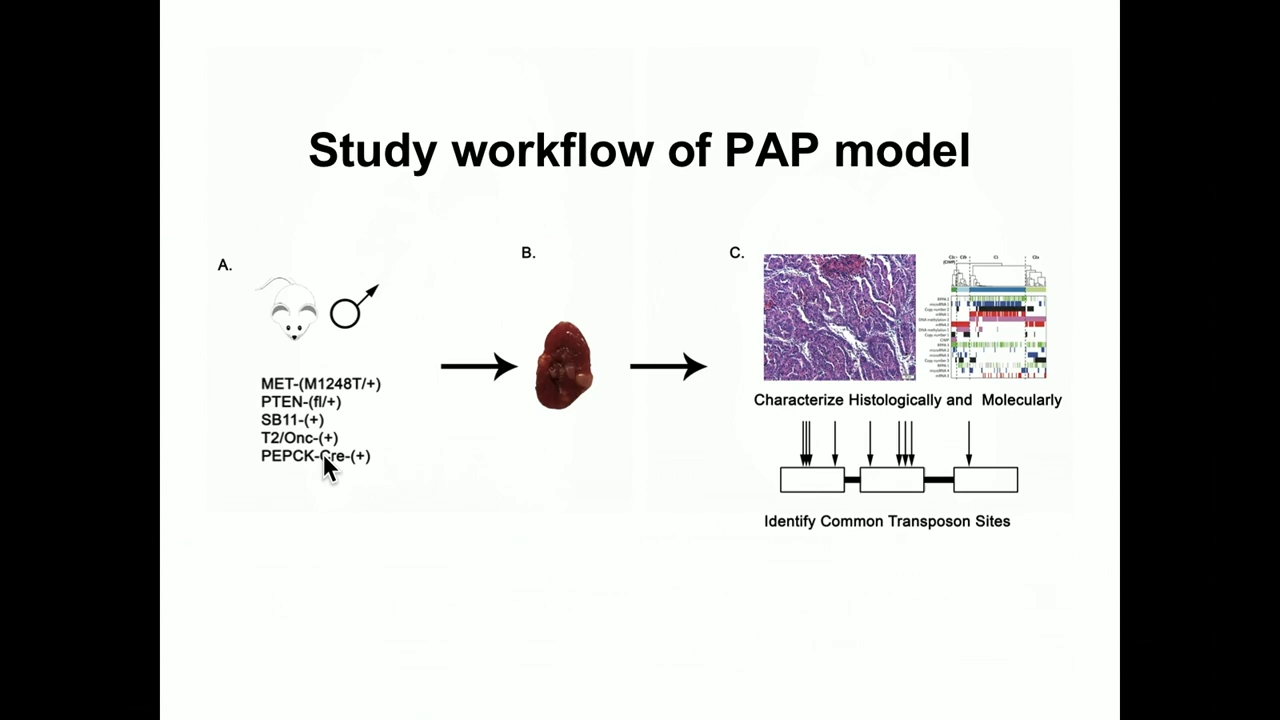 Study workflow of PAP model
A.
MET-(M1248T/+)
PTEN-(fl/+)
SB11-(+)
T2/Onc-(+)
PEPCK-Cre-(+)
B.
C.
Characterize Histologically and Molecularly
Identify Common Transposon Sites